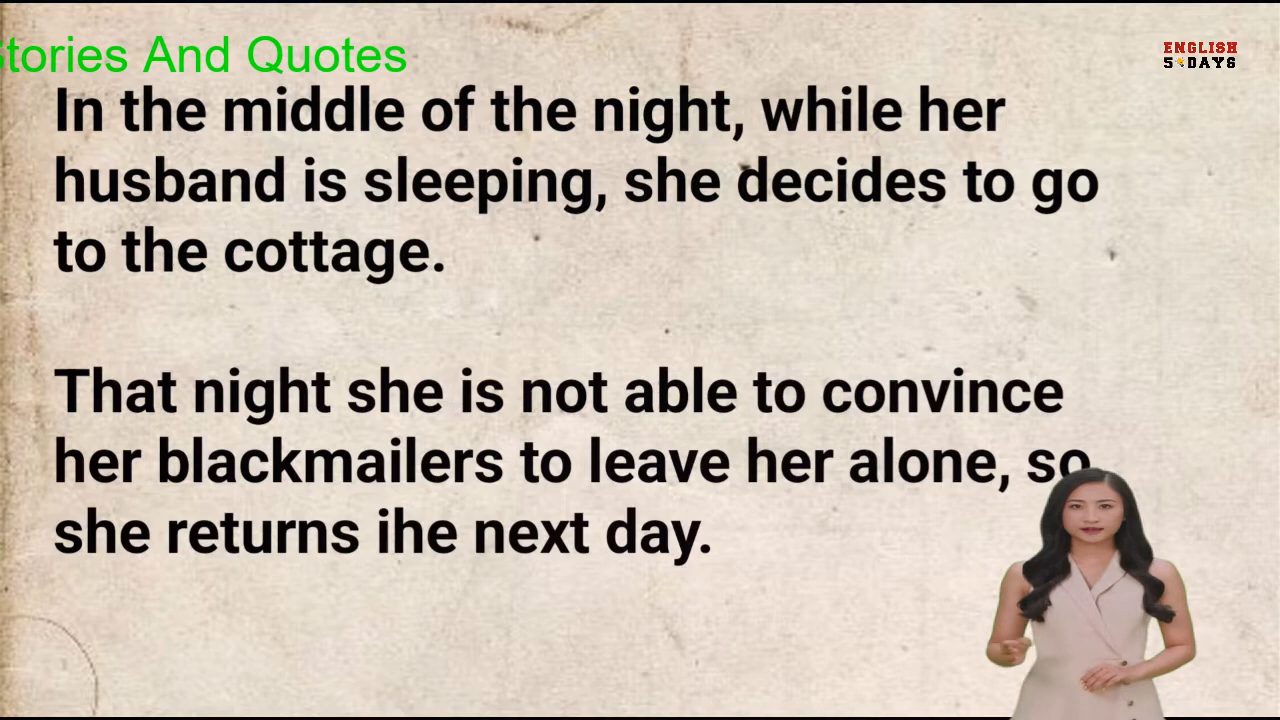 Stories And Quotes
ENGLISH
5 DAYS
In the middle of the night, while her
husband is sleeping, she decides to go
to the cottage.
That night she is not able to convince
her blackmailers to leave her alone, so
she returns ihe next day.